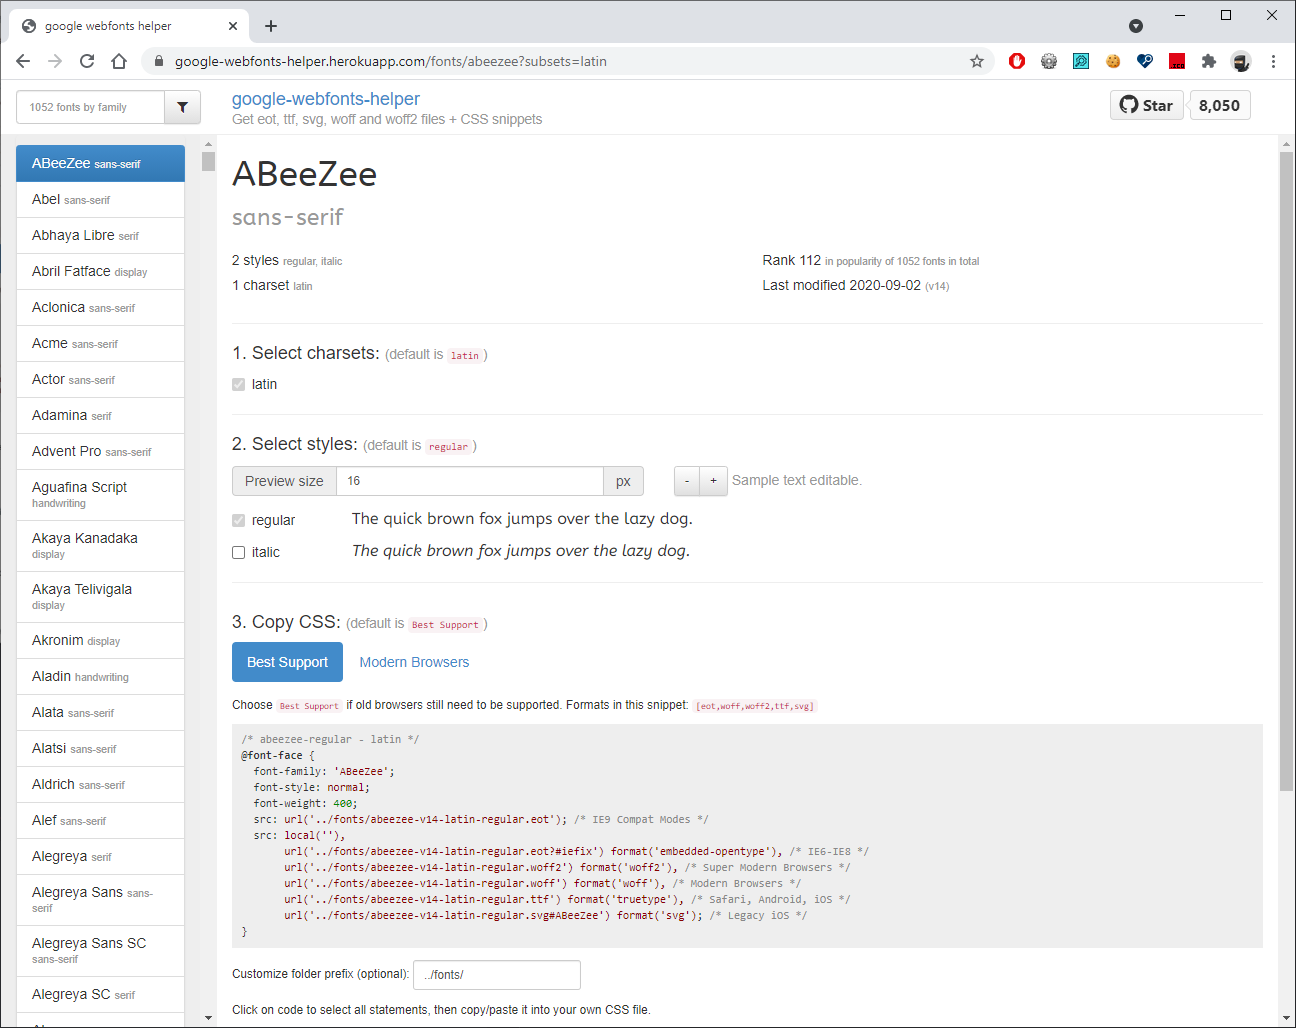 google webfonts helper
google-webfonts-helper.herokuapp.com/fonts/abeezee?subsets=latin
1052 fonts by family
google-webfonts-helper
Get eot, ttf, svg, woff and woff2 files + CSS snippets
Star
8,050
ABeeZee sans-serif
Abel sans-serif
Abhaya Libre serif
Abril Fatface display
Aclonica sans-serif
Acme sans-serif
Actor sans-serif
Adamina serif
Advent Pro sans-serif
Aguafina Script
handwriting
Akaya Kanadaka
display
Akaya Telivigala
display
Akronim display
Aladin handwriting
Alata sans-serif
Alatsi sans-serif
Aldrich sans-serif
Alef sans-serif
Alegreya serif
Alegreya Sans sans-
serif
Alegreya Sans SC
sans-serif
Alegreya SC serif
ABeeZee
sans-serif
2 styles regular, italic
Rank 112 in popularity of 1052 fonts in total
1 charset latin
Last modified 2020-09-02 (v14)
1. Select charsets: (default is latin)
latin
2. Select styles: (default is regular)
Preview size 16 px - + Sample text editable.
regular The quick brown fox jumps over the lazy dog.
italic The quick brown fox jumps over the lazy dog.
3. Copy CSS: (default is Best Support)
Best Support Modern Browsers
Choose Best Support if old browsers still need to be supported. Formats in this snippet: [eot,woff,woff2,ttf,svg]
/* abeezee-regular - latin */
@font-face {
font-family: 'ABeeZee';
font-style: normal;
font-weight: 400;
src: url('../fonts/abeezee-v14-latin-regular.eot'); /* IE9 Compat Modes */
src: local(''),
url('../fonts/abeezee-v14-latin-regular.eot?#iefix') format('embedded-opentype'), /* IE6-IE8 */
url('../fonts/abeezee-v14-latin-regular.woff2') format('woff2'), /* Super Modern Browsers */
url('../fonts/abeezee-v14-latin-regular.woff') format('woff'), /* Modern Browsers */
url('../fonts/abeezee-v14-latin-regular.ttf') format('truetype'), /* Safari, Android, iOS */
url('../fonts/abeezee-v14-latin-regular.svg#ABeeZee') format('svg'); /* Legacy iOS */
}
Customize folder prefix (optional): ../fonts/
Click on code to select all statements, then copy/paste it into your own CSS file.